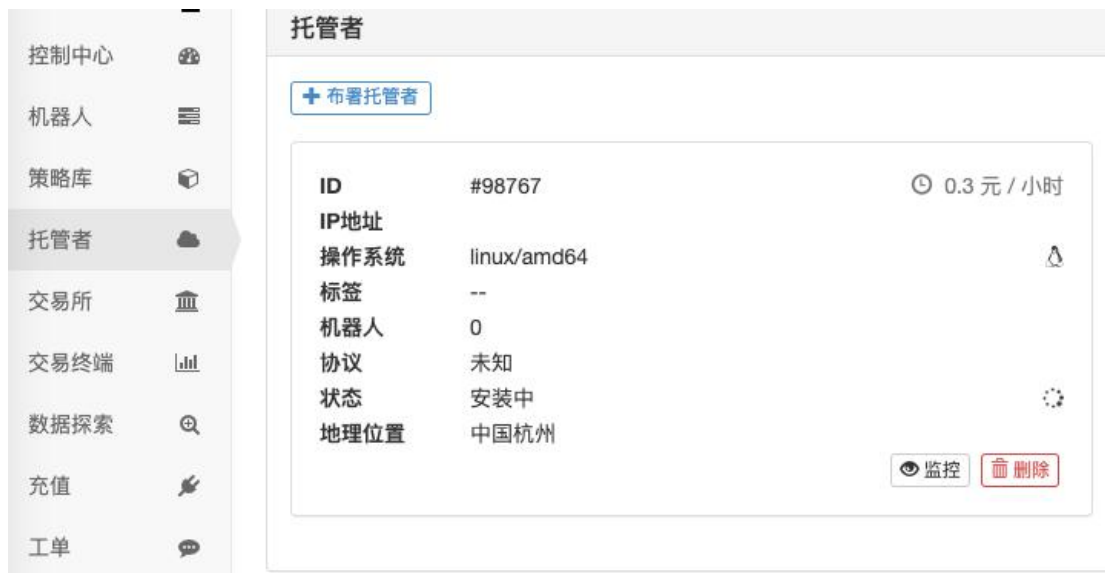 控制中心
机器人
策略库
托管者
交易所
交易终端
数据探索
充值
工单
托管者
布署托管者
ID #98767 0.3 元 / 小时
IP地址
操作系统 linux/amd64
标签 --
机器人 0
协议 未知
状态 安装中
地理位置 中国杭州
监控 删除